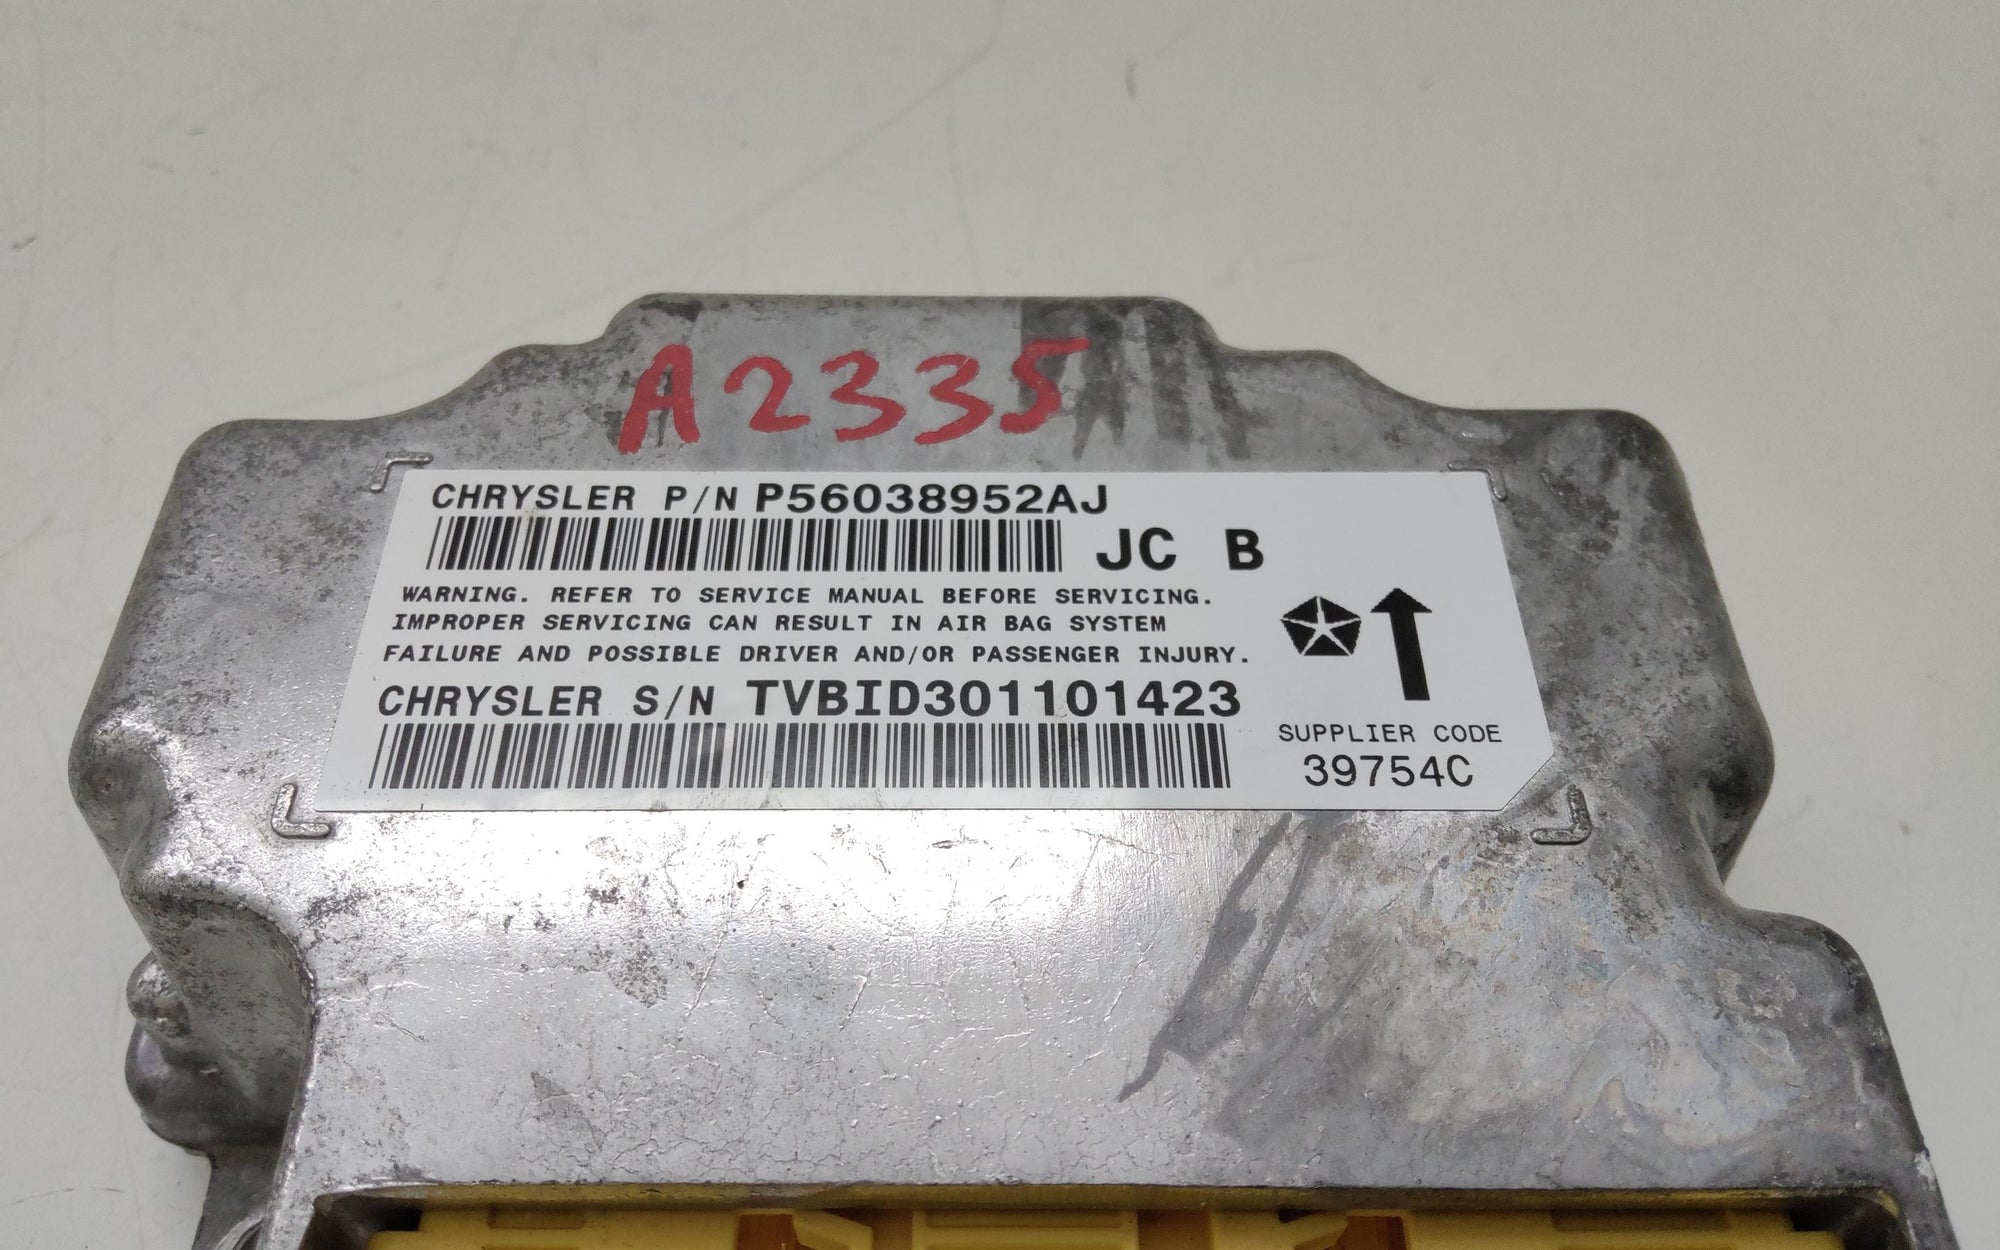 A2335
CHRYSLER P/N P56038952AJ
JC B
WARNING. REFER TO SERVICE MANUAL BEFORE SERVICING.
IMPROPER SERVICING CAN RESULT IN AIR BAG SYSTEM
FAILURE AND POSSIBLE DRIVER AND/OR PASSENGER INJURY.
CHRYSLER S/N TVBID301101423
SUPPLIER CODE
39754C